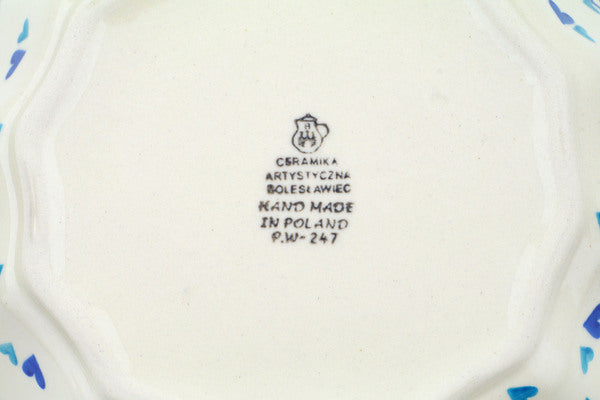 CERAMIKA
ARTYSTYCZNA
BOLESŁAWIEC
HAND MADE
IN POLAND
P.W-247